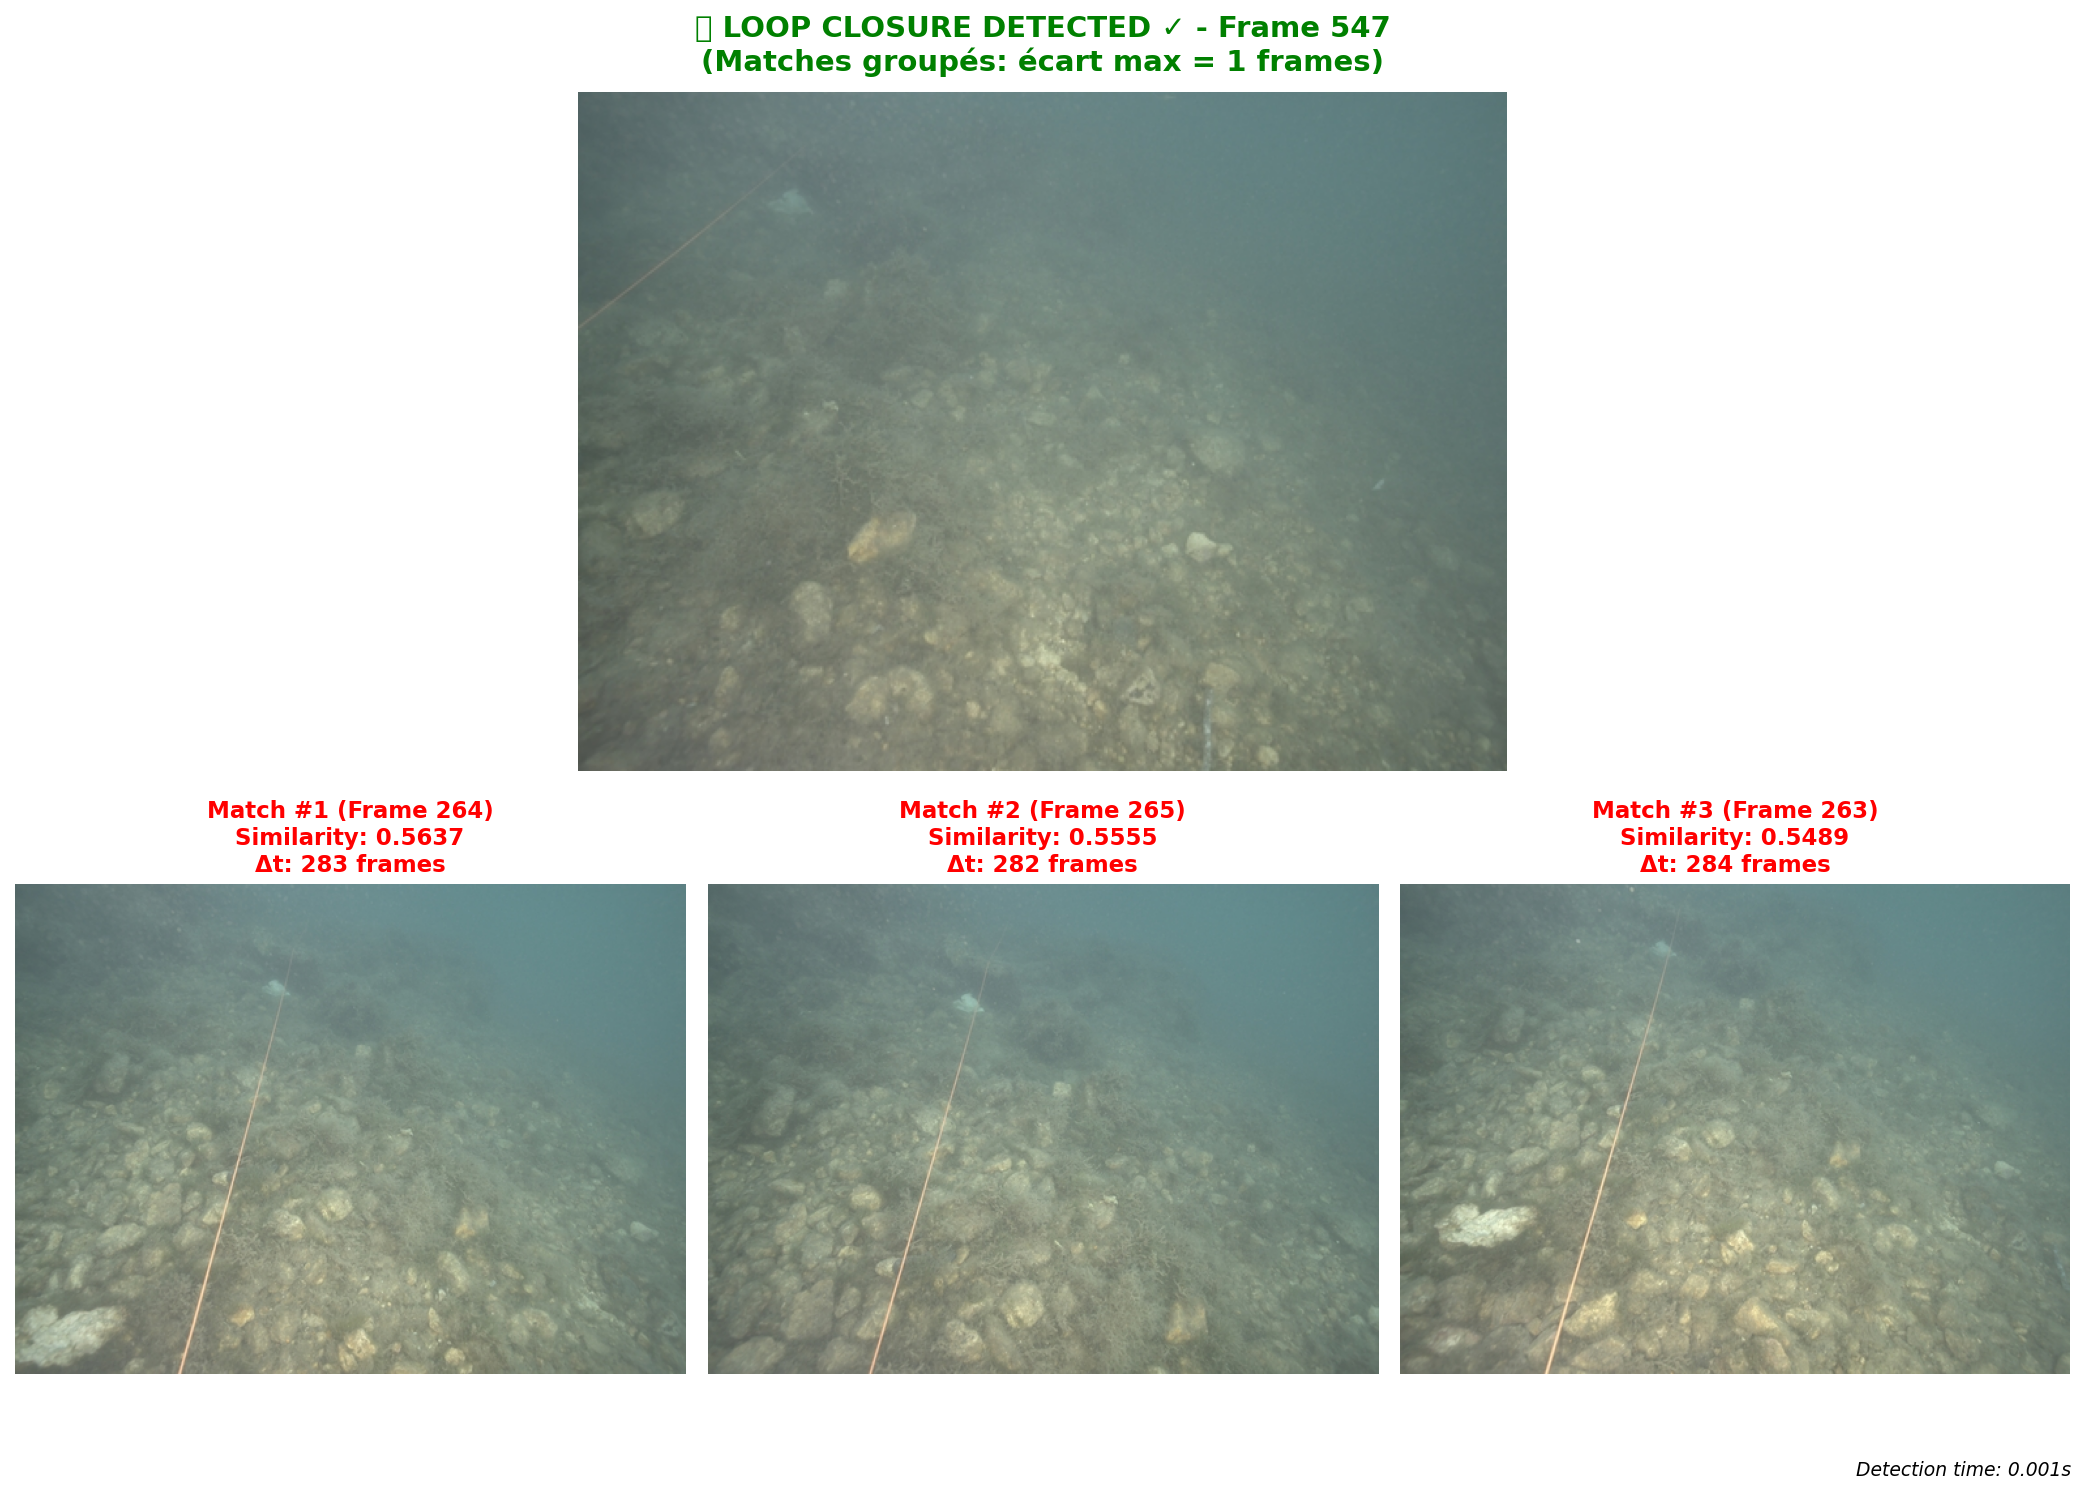 ▯ LOOP CLOSURE DETECTED ✓ - Frame 547
(Matches groupés: écart max = 1 frames)
Match #1 (Frame 264)
Similarity: 0.5637
Δt: 283 frames
Match #2 (Frame 265)
Similarity: 0.5555
Δt: 282 frames
Match #3 (Frame 263)
Similarity: 0.5489
Δt: 284 frames
Detection time: 0.001s